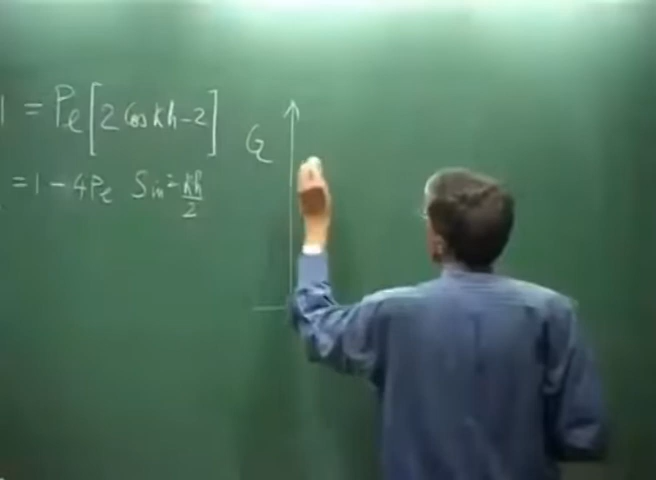 1 = Pe [2 Cos kh - 2]
= 1 - 4Pe Sin² kh/2
G